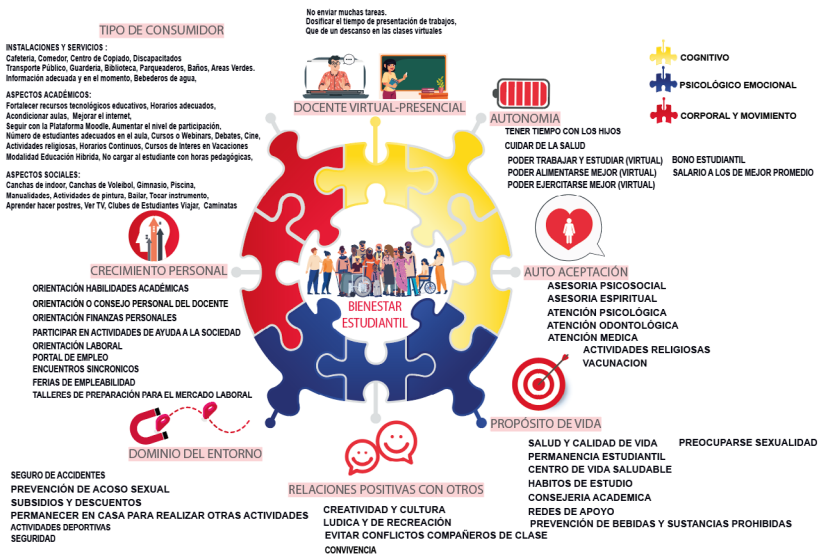 No enviar muchas tareas.
Dosificar el tiempo de presentación de trabajos,
Que de un descanso en las clases virtuales
TIPO DE CONSUMIDOR
INSTALACIONES Y SERVICIOS :
Cafeteria, Comedor, Centro de Copiado, Discapacitados
Transporte Público, Guardería, Biblioteca, Parqueaderos, Baños, Areas Verdes.
Información adecuada y en el momento, Bebederos de agua,
ASPECTOS ACADÉMICOS:
Fortalecer recursos tecnológicos educativos, Horarios adecuados,
Acondicionar aulas, Mejorar el internet,
Seguir con la Plataforma Moodle, Aumentar el nivel de participación,
Número de estudiantes adecuados en el aula, Cursos o Webinars, Debates, Cine,
Actividades religiosas, Horarios Continuos, Cursos de Interes en Vacaciones
Modalidad Educación Hibrida, No cargar al estudiante con horas pedagógicas,
ASPECTOS SOCIALES:
Canchas de indoor, Canchas de Voleibol, Gimnasio, Piscina,
Manualidades, Actividades de pintura, Bailar, Tocar instrumento,
Aprender hacer postres, Ver TV, Clubes de Estudiantes Viajar, Caminatas
DOCENTE VIRTUAL-PRESENCIAL
COGNITIVO
PSICOLÓGICO EMOCIONAL
CORPORAL Y MOVIMIENTO
AUTONOMIA
TENER TIEMPO CON LOS HIJOS
CUIDAR DE LA SALUD
PODER TRABAJAR Y ESTUDIAR (VIRTUAL) BONO ESTUDIANTIL
PODER ALIMENTARSE MEJOR (VIRTUAL) SALARIO A LOS DE MEJOR PROMEDIO
PODER EJERCITARSE MEJOR (VIRTUAL)
CRECIMIENTO PERSONAL
ORIENTACIÓN HABILIDADES ACADÉMICAS
ORIENTACIÓN O CONSEJO PERSONAL DEL DOCENTE
ORIENTACIÓN FINANZAS PERSONALES
PARTICIPAR EN ACTIVIDADES DE AYUDA A LA SOCIEDAD
ORIENTACIÓN LABORAL
PORTAL DE EMPLEO
ENCUENTROS SINCRONICOS
FERIAS DE EMPLEABILIDAD
TALLERES DE PREPARACIÓN PARA EL MERCADO LABORAL
BIENESTAR
ESTUDIANTIL
AUTO ACEPTACIÓN
ASESORIA PSICOSOCIAL
ASESORIA ESPIRITUAL
ATENCIÓN PSICOLÓGICA
ATENCIÓN ODONTOLÓGICA
ATENCIÓN MEDICA
ACTIVIDADES RELIGIOSAS
VACUNACION
DOMINIO DEL ENTORNO
SEGURO DE ACCIDENTES
PREVENCIÓN DE ACOSO SEXUAL
SUBSIDIOS Y DESCUENTOS
PERMANECER EN CASA PARA REALIZAR OTRAS ACTIVIDADES
ACTIVIDADES DEPORTIVAS
SEGURIDAD
RELACIONES POSITIVAS CON OTROS
CREATIVIDAD Y CULTURA
LUDICA Y DE RECREACIÓN
EVITAR CONFLICTOS COMPAÑEROS DE CLASE
CONVIVENCIA
PROPÓSITO DE VIDA
SALUD Y CALIDAD DE VIDA PREOCUPARSE SEXUALIDAD
PERMANENCIA ESTUDIANTIL
CENTRO DE VIDA SALUDABLE
HABITOS DE ESTUDIO
CONSEJERIA ACADEMICA
REDES DE APOYO
PREVENCIÓN DE BEBIDAS Y SUSTANCIAS PROHIBIDAS